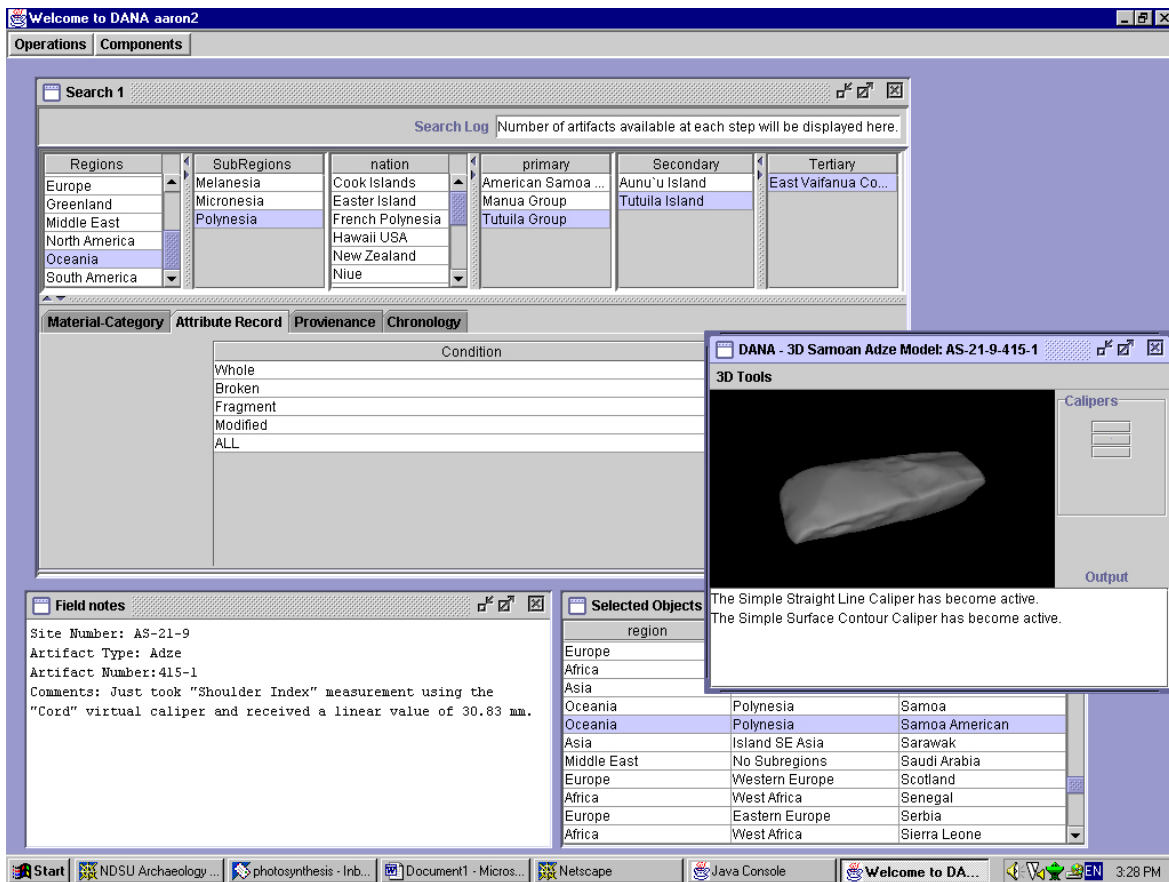 Welcome to DANA aaron2
Operations Components
Search 1
Search Log Number of artifacts available at each step will be displayed here.
Regions SubRegions nation primary Secondary Tertiary
Europe Melanesia Cook Islands American Samoa ... Aunu`u Island East Vaifanua Co...
Greenland Micronesia Easter Island Manua Group Tutuila Island
Middle East Polynesia French Polynesia Tutuila Group
North America Hawaii USA
Oceania New Zealand
South America Niue
Material-Category Attribute Record Provienance Chronology
Condition
Whole
Broken
Fragment
Modified
ALL
DANA - 3D Samoan Adze Model: AS-21-9-415-1
3D Tools
Calipers
Output
The Simple Straight Line Caliper has become active.
The Simple Surface Contour Caliper has become active.
Field notes
Site Number: AS-21-9
Artifact Type: Adze
Artifact Number:415-1
Comments: Just took "Shoulder Index" measurement using the
"Cord" virtual caliper and received a linear value of 30.83 mm.
Selected Objects
region
Europe
Africa
Asia
Oceania Polynesia Samoa
Oceania Polynesia Samoa American
Asia Island SE Asia Sarawak
Middle East No Subregions Saudi Arabia
Europe Western Europe Scotland
Africa West Africa Senegal
Europe Eastern Europe Serbia
Africa West Africa Sierra Leone
Start NDSU Archaeology ... photosynthesis - Inb... Document1 - Micros... Netscape Java Console Welcome to DA... EN 3:28 PM